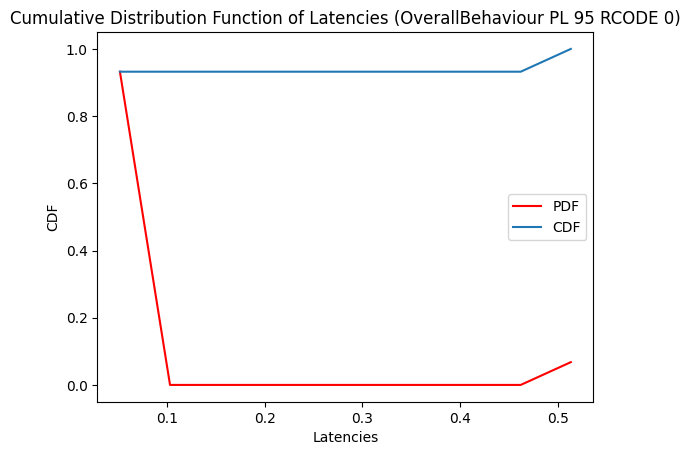 Cumulative Distribution Function of Latencies (OverallBehaviour PL 95 RCODE 0)
1.0
0.8
0.6
0.4
0.2
0.0
CDF
PDF
CDF
0.1 0.2 0.3 0.4 0.5
Latencies